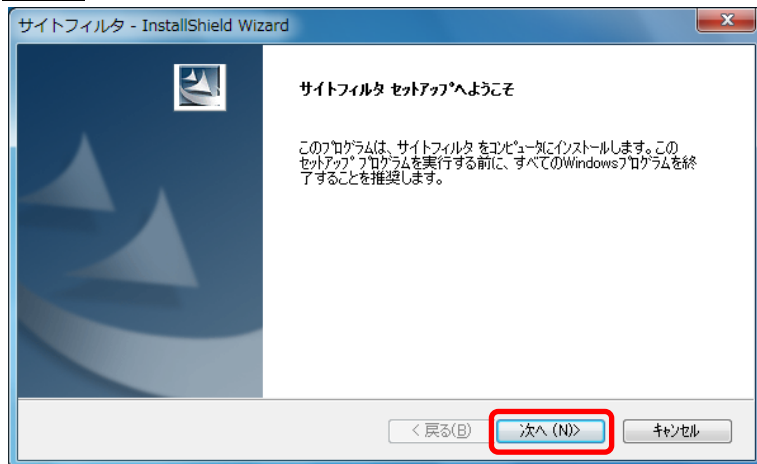 サイトフィルタ - InstallShield Wizard
サイトフィルタ セットアップへようこそ
このプログラムは、サイトフィルタ をコンピュータにインストールします。この
セットアップ プログラムを実行する前に、すべてのWindowsプログラムを終
了することを推奨します。
< 戻る(B)
次へ (N)>
キャンセル